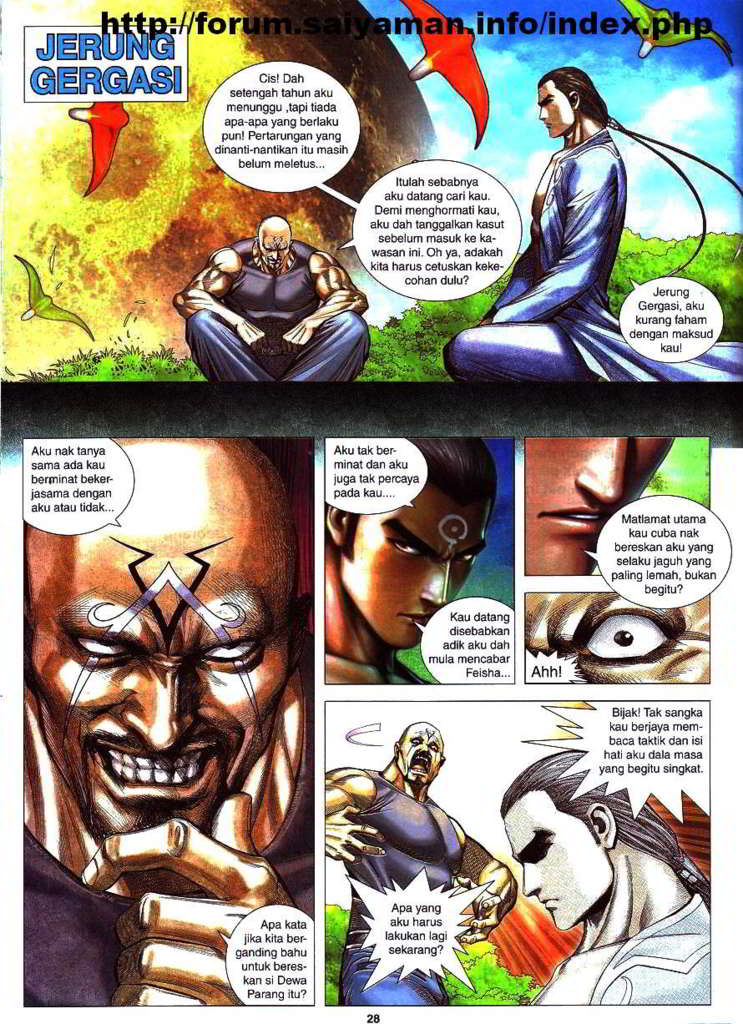 http://forum.saiyaman.info/index.php
JERUNG
GERGASI
Cis! Dah
setengah tahun aku
menunggu ,tapi tiada
apa-apa yang berlaku
pun! Pertarungan yang
dinanti-nantikan itu masih
belum meletus...
Itulah sebabnya
aku datang cari kau.
Demi menghormati kau,
aku dah tanggalkan kasut
sebelum masuk ke ka-
wasan ini. Oh ya, adakah
kita harus cetuskan keke-
cohan dulu?
Jerung
Gergasi, aku
kurang faham
dengan maksud
kau!
Aku nak tanya
sama ada kau
berminat beker-
jasama dengan
aku atau tidak...
Apa kata
jika kita ber-
ganding bahu
untuk beres-
kan si Dewa
Parang itu?
Aku tak ber-
minat dan aku
juga tak percaya
pada kau....
Kau datang
disebabkan
adik aku dah
mula mencabar
Feisha...
Matlamat utama
kau cuba nak
bereskan aku yang
selaku jaguh yang
paling lemah, bukan
begitu?
Ahh!
Bijak! Tak sangka
kau berjaya mem-
baca taktik dan isi
hati aku dala masa
yang begitu singkat.
Apa yang
aku harus
lakukan lagi
sekarang?
28